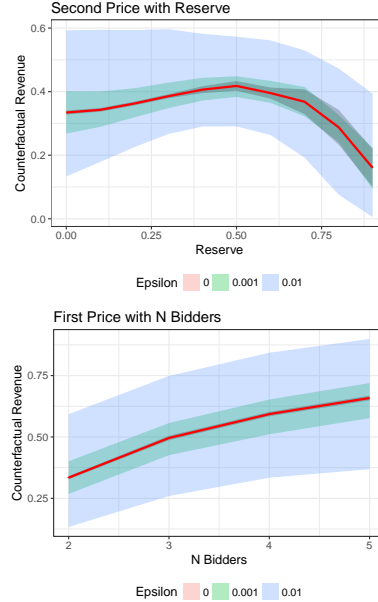 Second Price with Reserve
Counterfactual Revenue
0.6
0.4
0.2
0.0
0.00 0.25 0.50 0.75
Reserve
Epsilon 0 0.001 0.01
First Price with N Bidders
Counterfactual Revenue
0.75
0.50
0.25
2 3 4 5
N Bidders
Epsilon 0 0.001 0.01